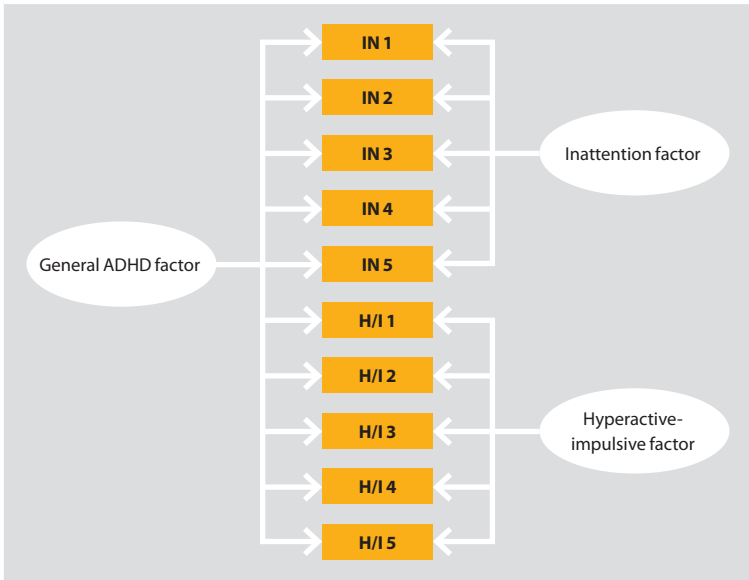 IN 1
IN 2
IN 3
Inattention factor
IN 4
General ADHD factor
IN 5
H/I 1
H/I 2
H/I 3
Hyperactive-
impulsive factor
H/I 4
H/I 5